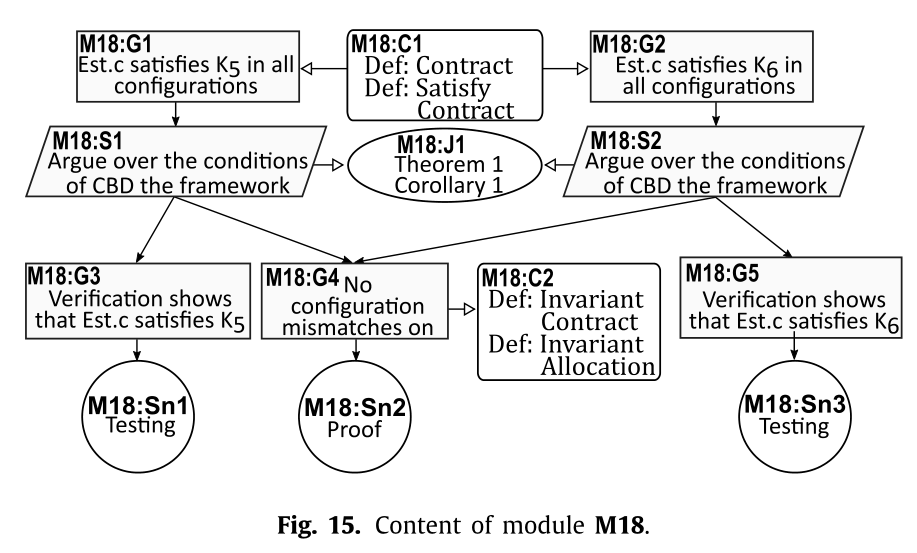 M18:G1
Est.c satisfies K5 in all
configurations
M18:C1
Def: Contract
Def: Satisfy
Contract
M18:G2
Est.c satisfies K6 in
all configurations
M18:S1
Argue over the conditions
of CBD the framework
M18:J1
Theorem 1
Corollary 1
M18:S2
Argue over the conditions
of CBD the framework
M18:G3
Verification shows
that Est.c satisfies K5
M18:G4 No
configuration
mismatches on
M18:C2
Def: Invariant
Contract
Def: Invariant
Allocation
M18:G5
Verification shows
that Est.c satisfies K6
M18:Sn1
Testing
M18:Sn2
Proof
M18:Sn3
Testing
Fig. 15. Content of module M18.